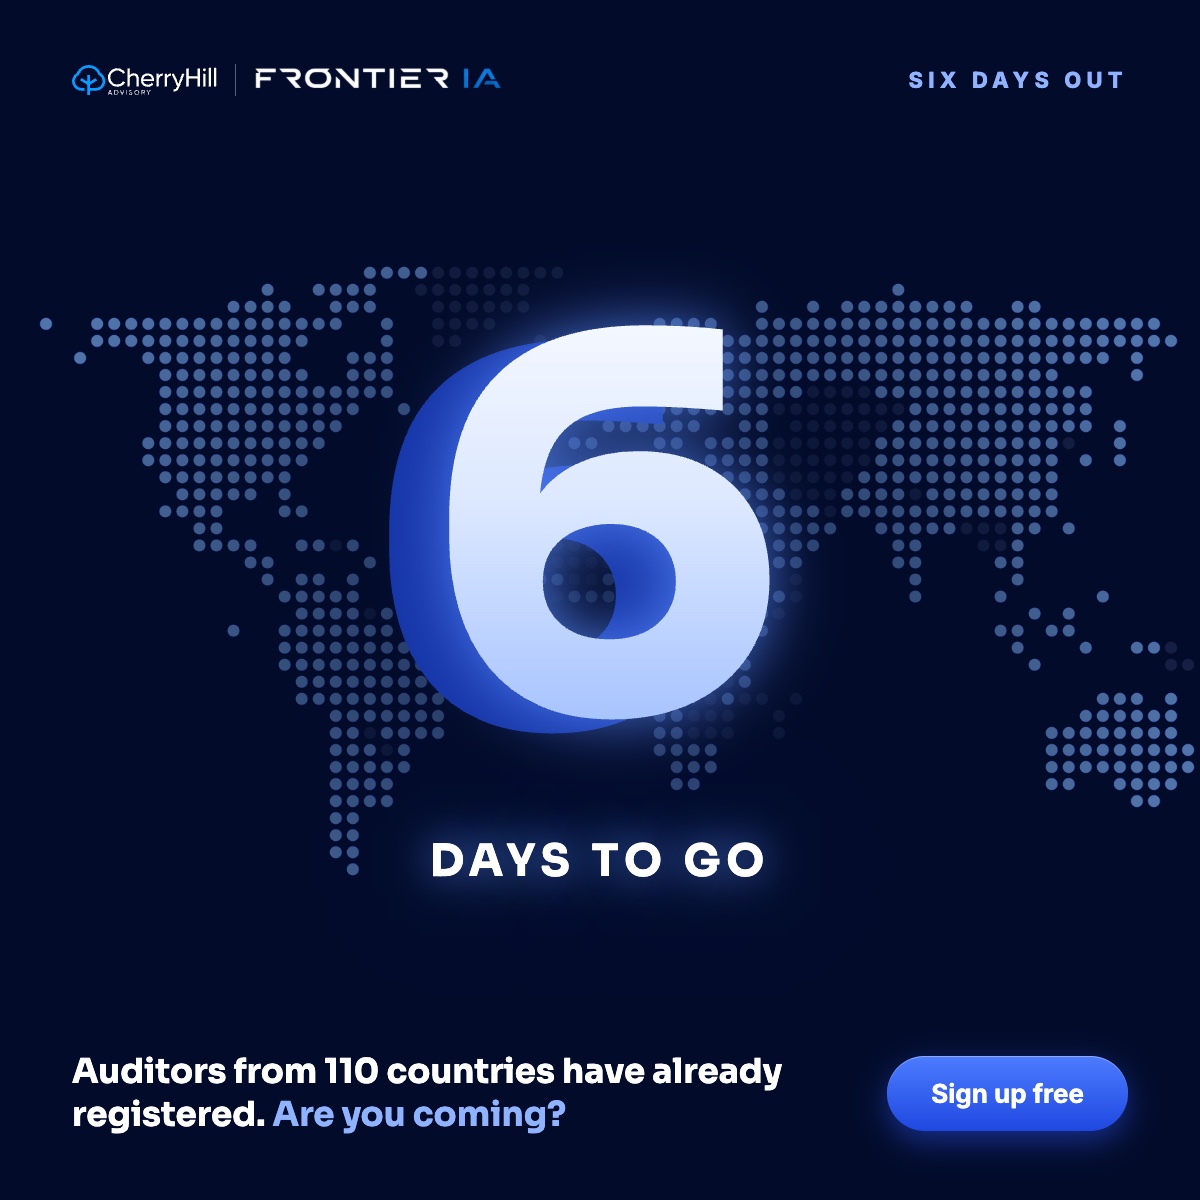 CherryHill
ADVISORY
FRONTIER IA
SIX DAYS OUT
6
DAYS TO GO
Auditors from 110 countries have already
registered. Are you coming?
Sign up free